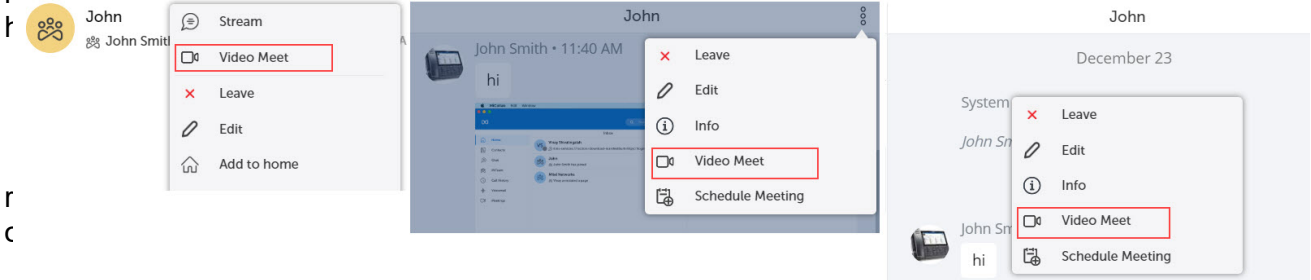 John
John Smit
A
Stream
Video Meet
Leave
Edit
Add to home
John
John Smith • 11:40 AM
hi
Leave
Edit
Info
Video Meet
Schedule Meeting
John
December 23
System
John Sm
Leave
Edit
Info
Video Meet
Schedule Meeting
John Sm
hi